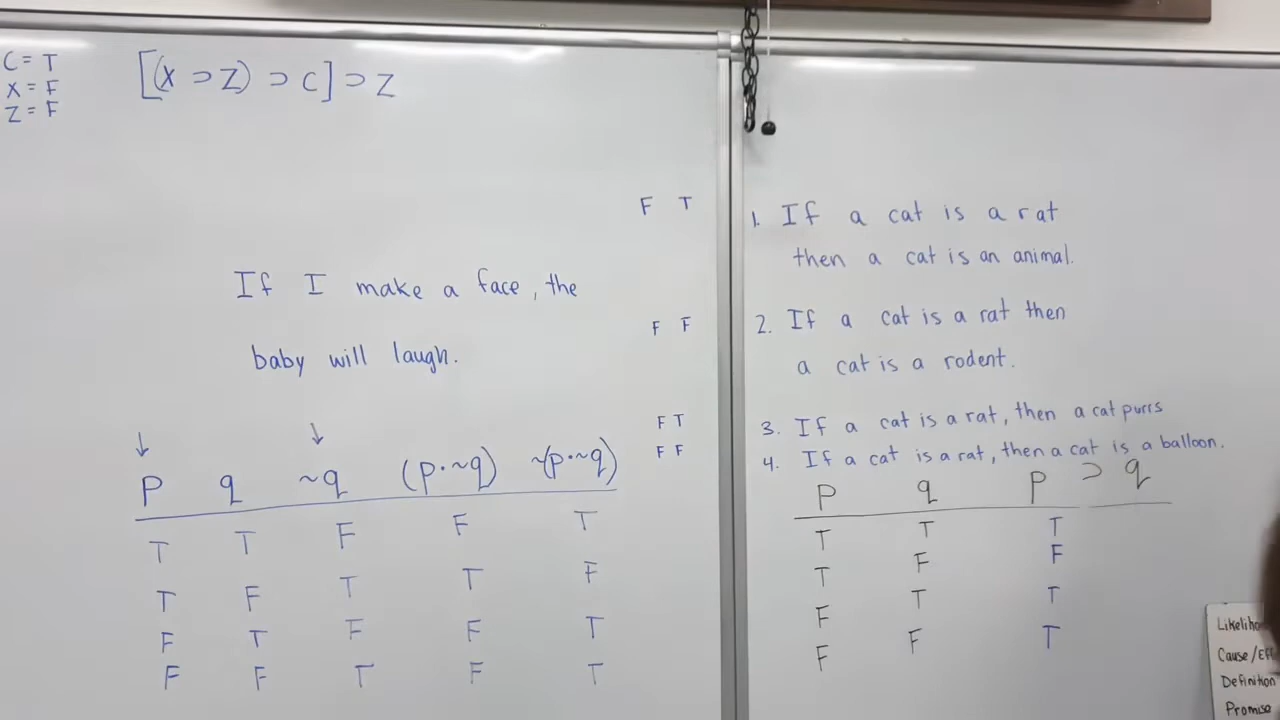 C = T
X = F
Z = F
[(X ⊃ Z) ⊃ C] ⊃ Z
If I make a face, the
baby will laugh.
F T
F F
F T
F F
p q ~q (p·~q) ~(p·~q)
T T F F T
T F T T F
F T F F T
F F T F T
1. If a cat is a rat
then a cat is an animal.
2. If a cat is a rat then
a cat is a rodent.
3. If a cat is a rat, then a cat purrs
4. If a cat is a rat, then a cat is a balloon.
p q p ⊃ q
T T T
T F F
F T T
F F T
Cause/
Definition
Promise